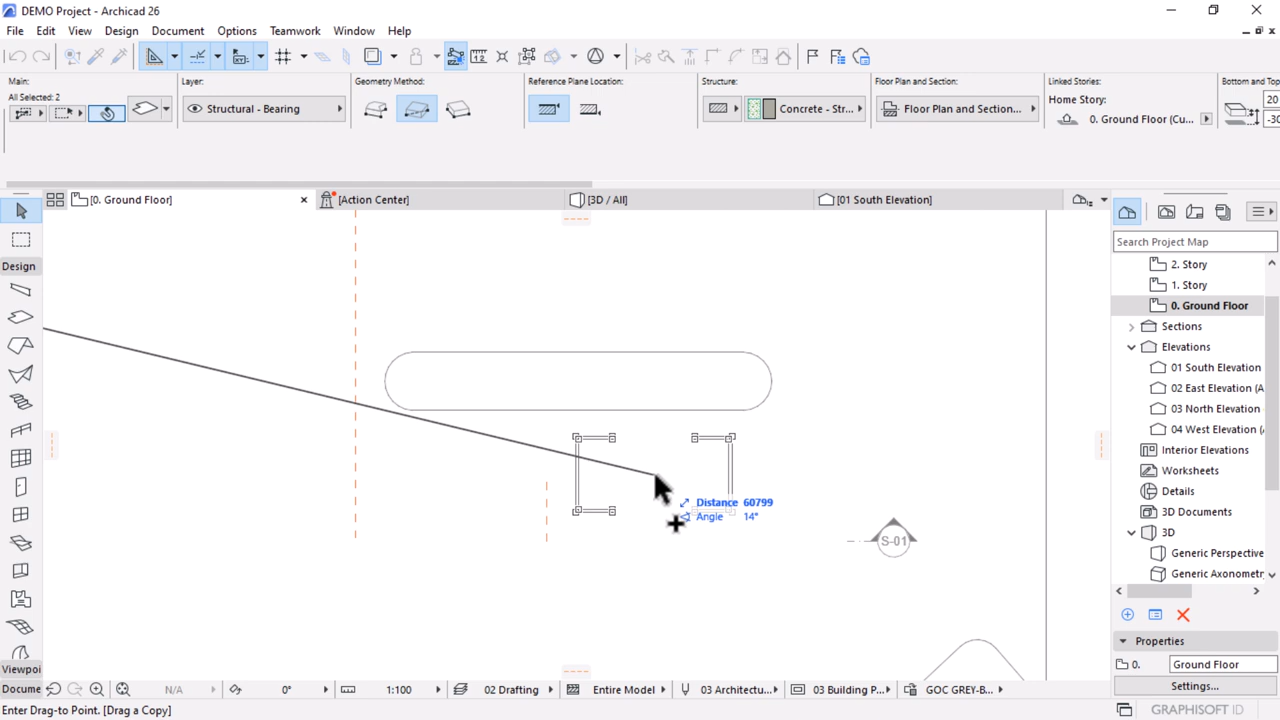 DEMO Project - Archicad 26
File Edit View Design Document Options Teamwork Window Help
Main:
All Selected: 2
Layer:
Structural - Bearing
Geometry Method:
Reference Plane Location:
Structure:
Concrete - Str...
Floor Plan and Section:
Floor Plan and Section...
Linked Stories:
Home Story:
0. Ground Floor (Cu...
Bottom and To
20
-30
[0. Ground Floor]
[Action Center]
[3D / All]
[01 South Elevation]
Search Project Map
Design
2. Story
1. Story
0. Ground Floor
Sections
Elevations
01 South Elevation
02 East Elevation (A
03 North Elevation
04 West Elevation (
Interior Elevations
Worksheets
Details
3D Documents
3D
Generic Perspective
Generic Axonometr
Distance 60799
Angle 14°
S-01
Properties
0. Ground Floor
Settings...
Viewpoi
Docume
N/A
0°
1:100
02 Drafting
Entire Model
03 Architectu...
03 Building P...
GOC GREY-B...
Enter Drag-to Point. [Drag a Copy]
GRAPHISOFT ID